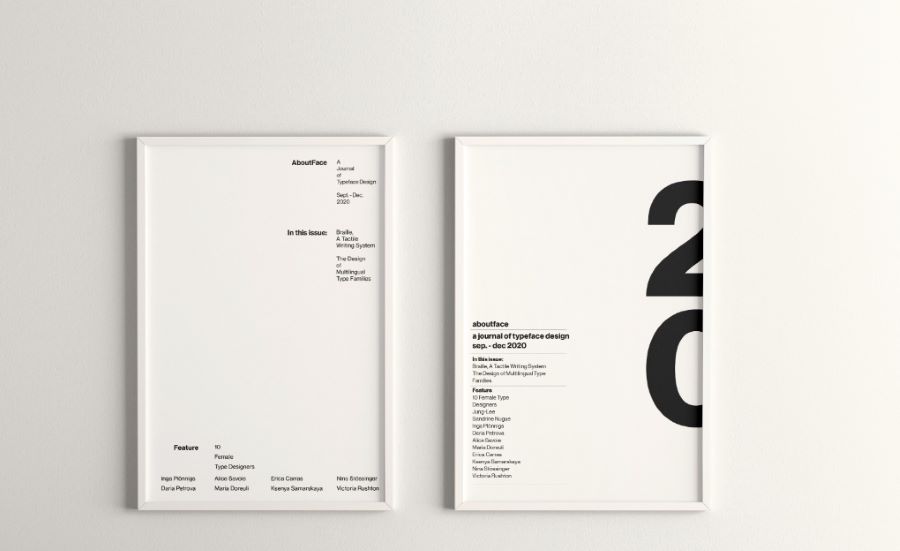 AboutFace
A
Journal
of
Typeface Design
Sept. - Dec.
2020
In this issue:
Braille,
A Tactile
Writing System
The Design
of
Multilingual
Type Families
Feature
10
Female
Type Designers
Inga Plönnigs
Alice Savoie
Erica Carras
Nina Stössinger
Daria Petrova
Maria Doreuli
Ksenya Samarskaya
Victoria Rushton
20
aboutface
a journal of typeface design
sep. - dec 2020
In this issue:
Braille, A Tactile Writing System
The Design of Multilingual Type
Families
Feature
10 Female Type
Designers
Jung-Lee
Sandrine Nugue
Inga Plönnigs
Daria Petrova
Alice Savoie
Maria Doreuli
Erica Carras
Ksenya Samarskaya
Nina Stössinger
Victoria Rushton